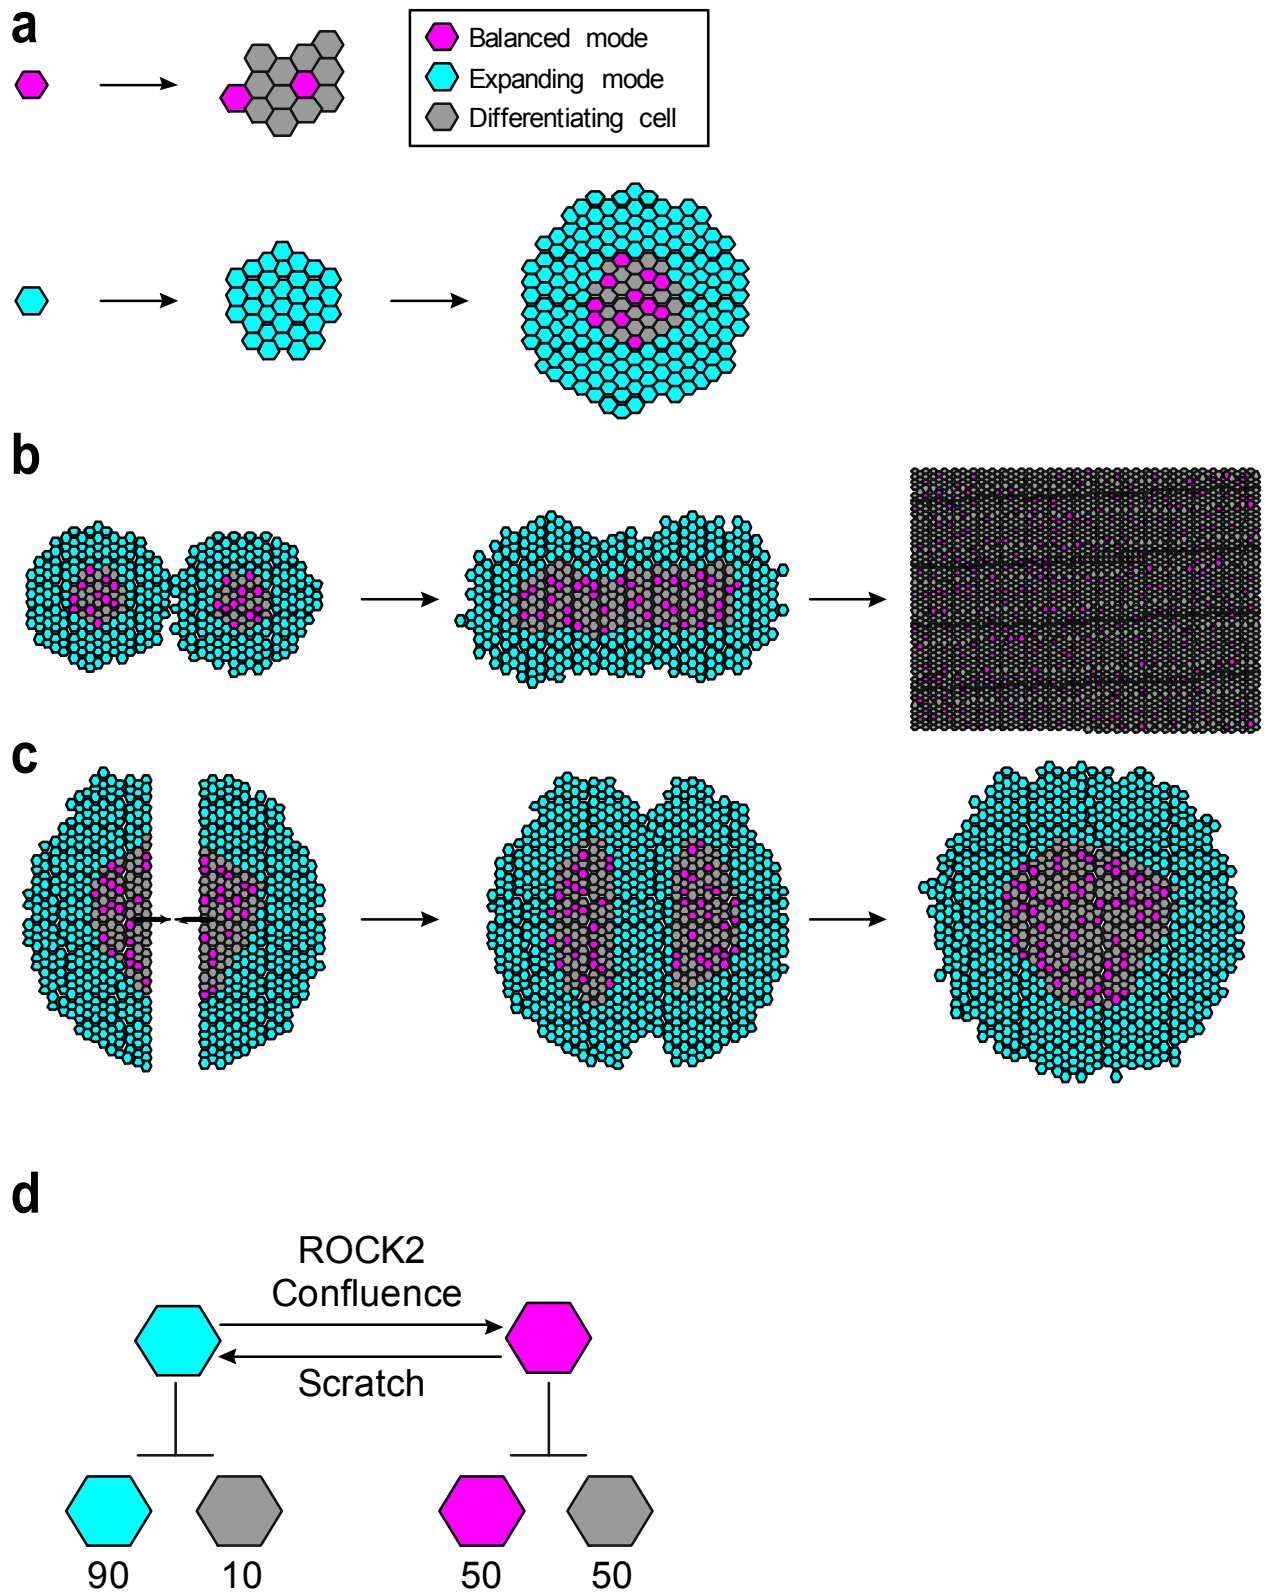 a
Balanced mode
Expanding mode
Differentiating cell
b
c
d
ROCK2
Confluence
Scratch
90 10 50 50